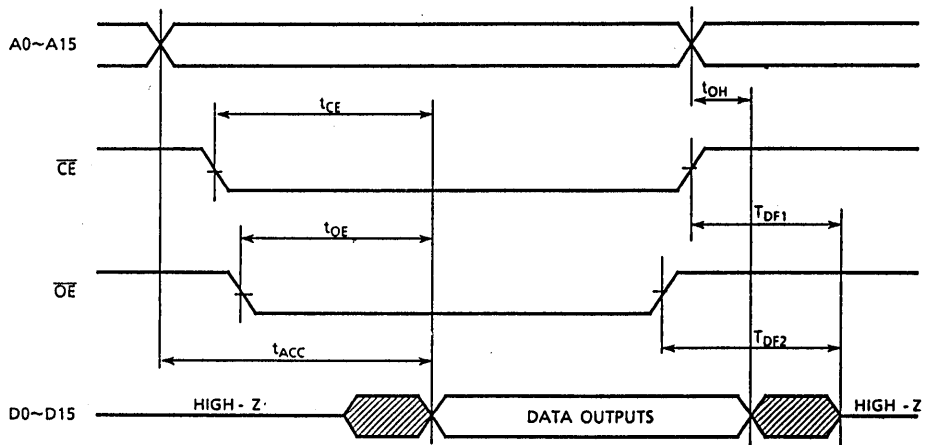 A0~A15
tOH
tCE
CE
TDF1
tOE
OE
TDF2
tACC
D0~D15
HIGH - Z
DATA OUTPUTS
HIGH - Z